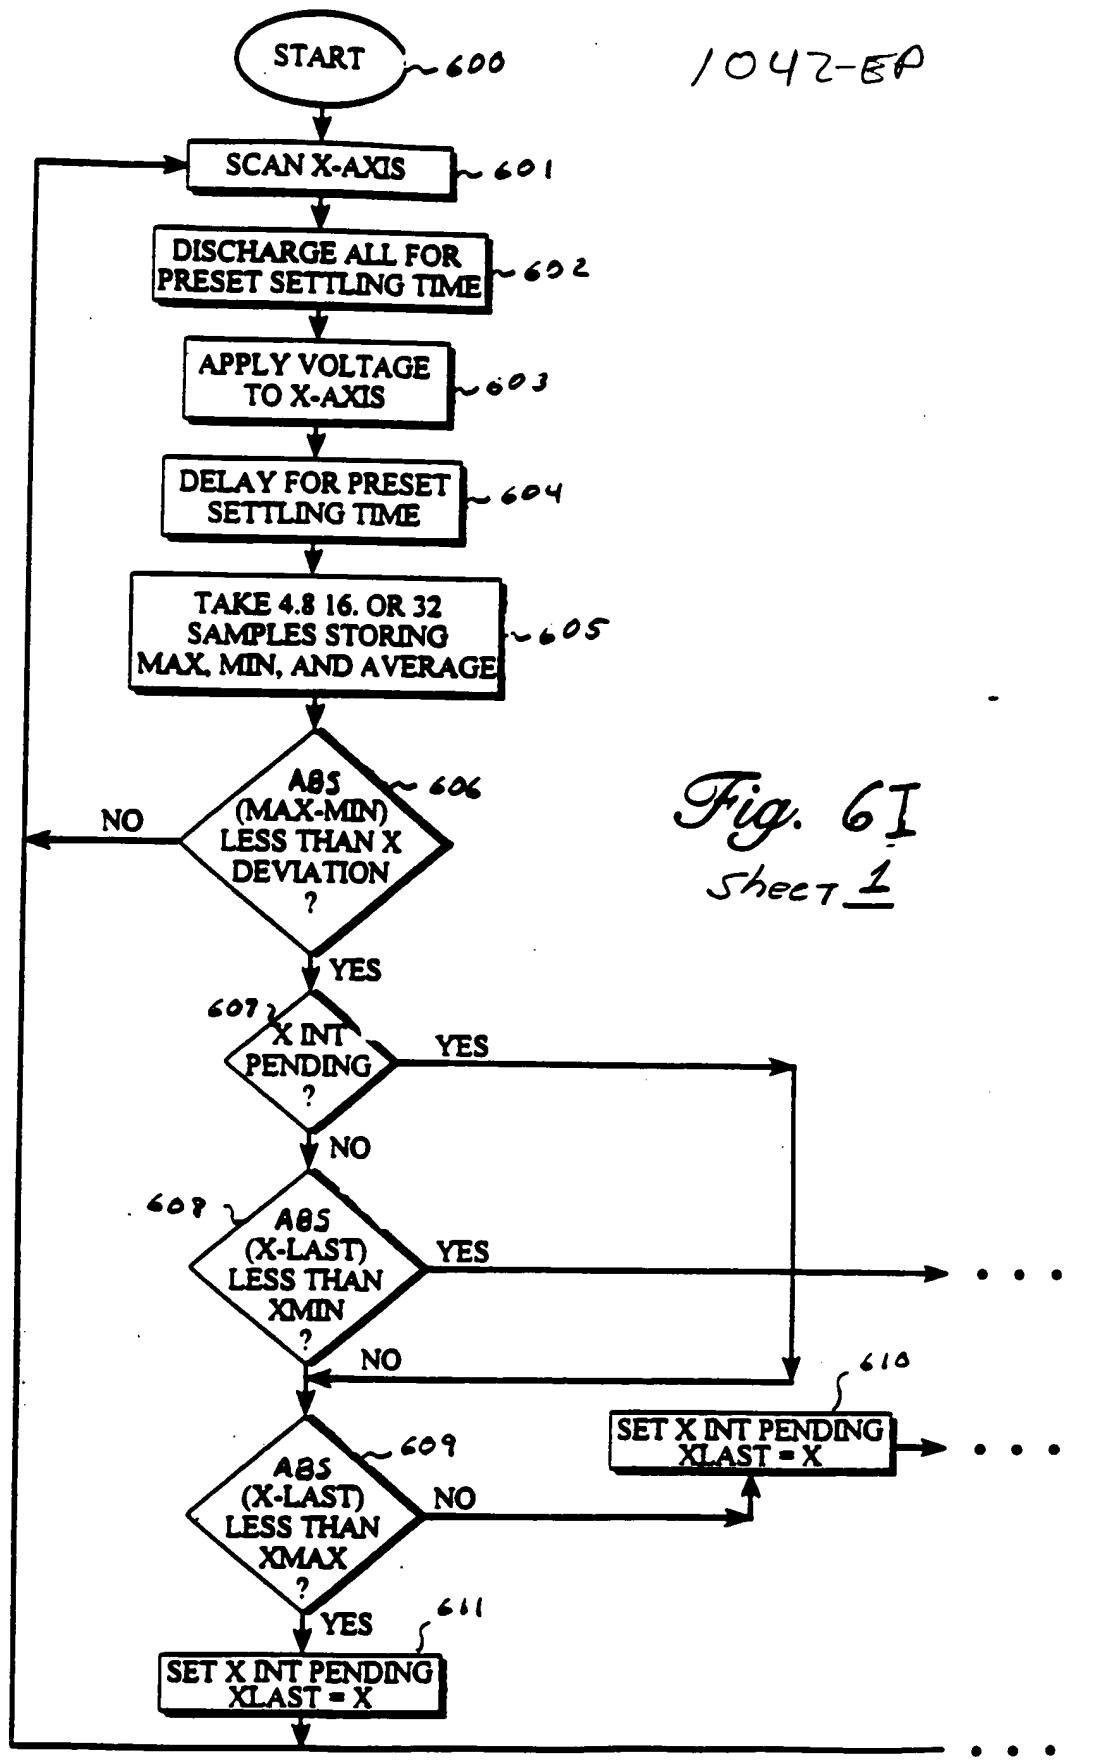 START
600
1042-EP
SCAN X-AXIS
601
DISCHARGE ALL FOR
PRESET SETTLING TIME
602
APPLY VOLTAGE
TO X-AXIS
603
DELAY FOR PRESET
SETTLING TIME
604
TAKE 4.8 16. OR 32
SAMPLES STORING
MAX, MIN, AND AVERAGE
605
ABS
(MAX-MIN)
LESS THAN X
DEVIATION
?
606
NO
YES
Fig. 6I
Sheet 1
607
X INT
PENDING
?
YES
NO
608
ABS
(X-LAST)
LESS THAN
XMIN
?
YES
. . .
NO
609
ABS
(X-LAST)
LESS THAN
XMAX
?
NO
610
SET X INT PENDING
XLAST = X
. . .
YES
611
SET X INT PENDING
XLAST = X
. . .